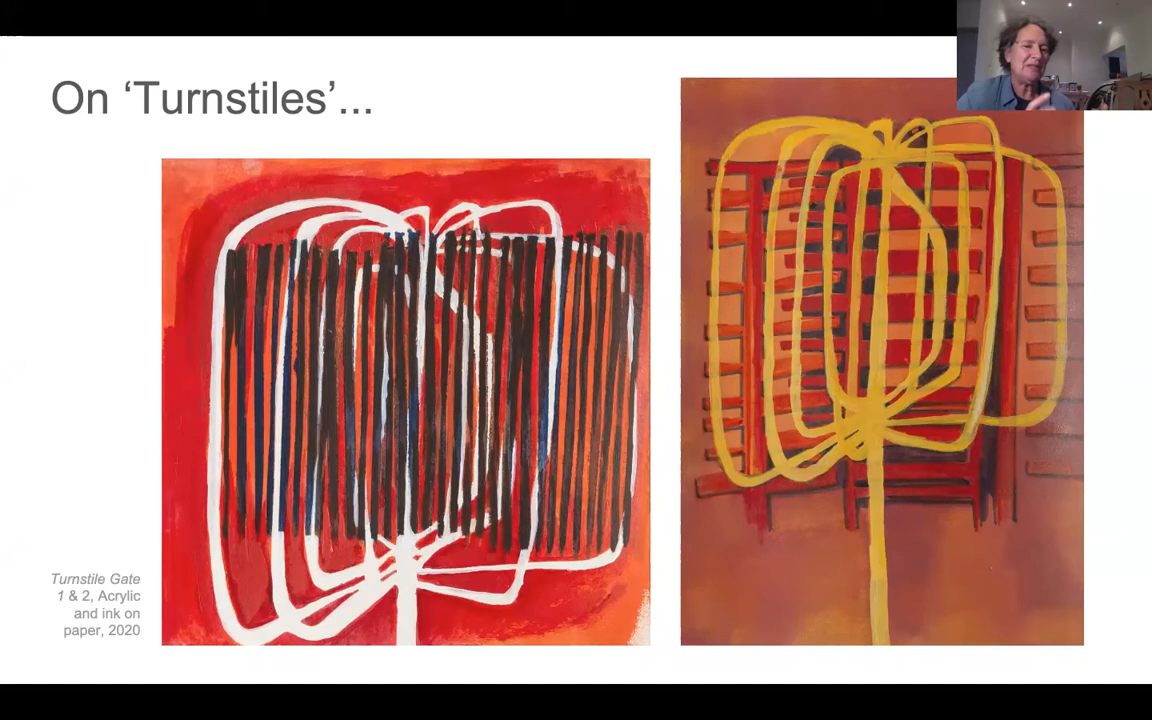 On ‘Turnstiles’...
Turnstile Gate
1 & 2, Acrylic
and ink on
paper, 2020